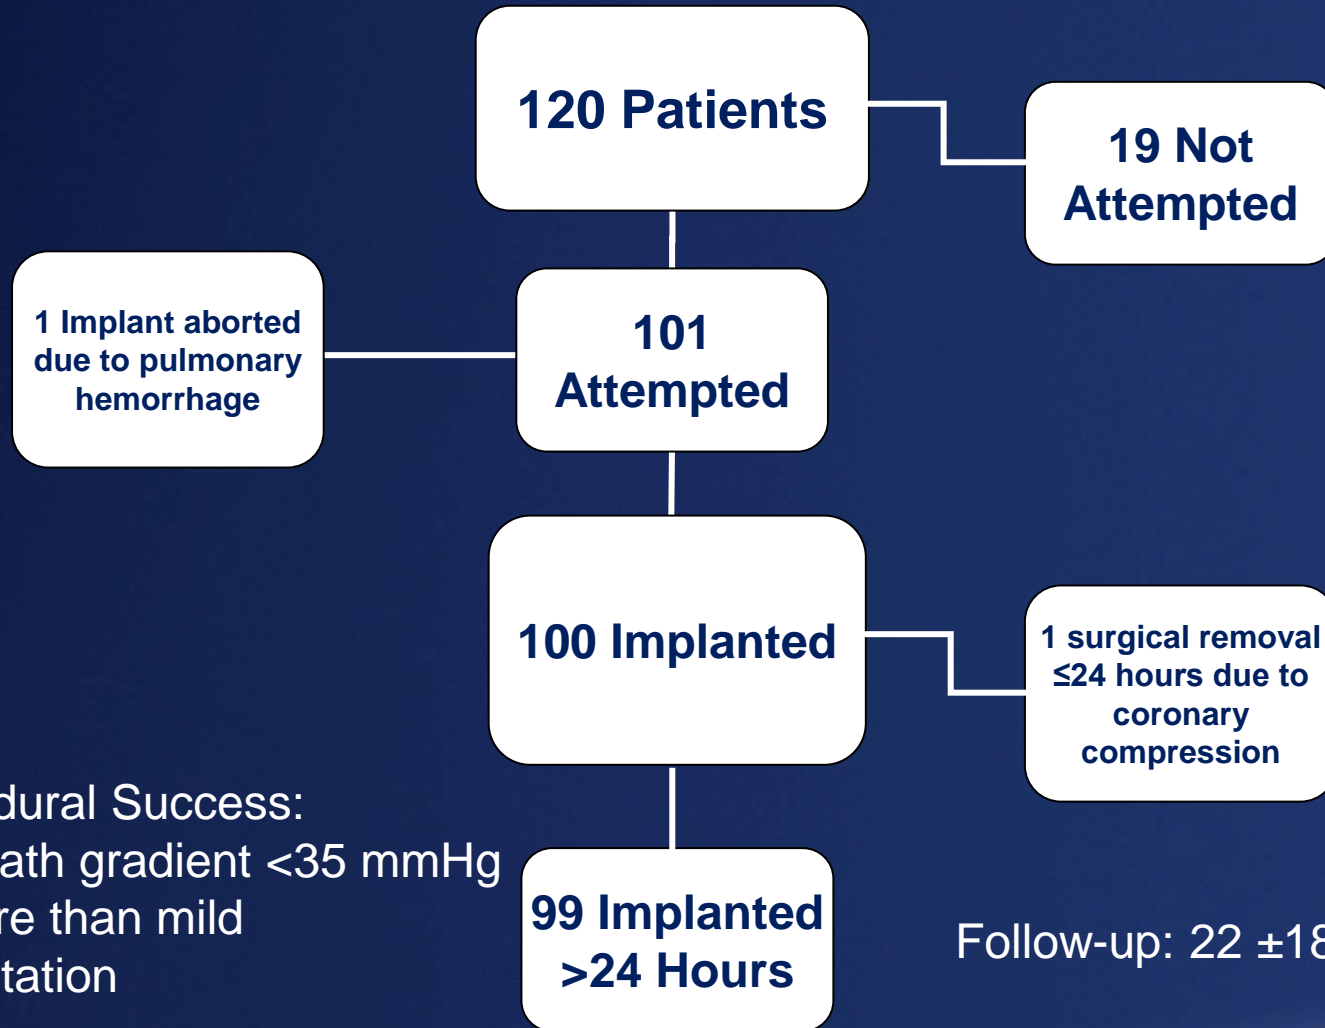 120 Patients
19 Not
Attempted
1 Implant aborted
due to pulmonary
hemorrhage
101
Attempted
100 Implanted
1 surgical removal
≤24 hours due to
coronary
compression
dural Success:
ath gradient <35 mmHg
re than mild
tation
99 Implanted
>24 Hours
Follow-up: 22 ±18